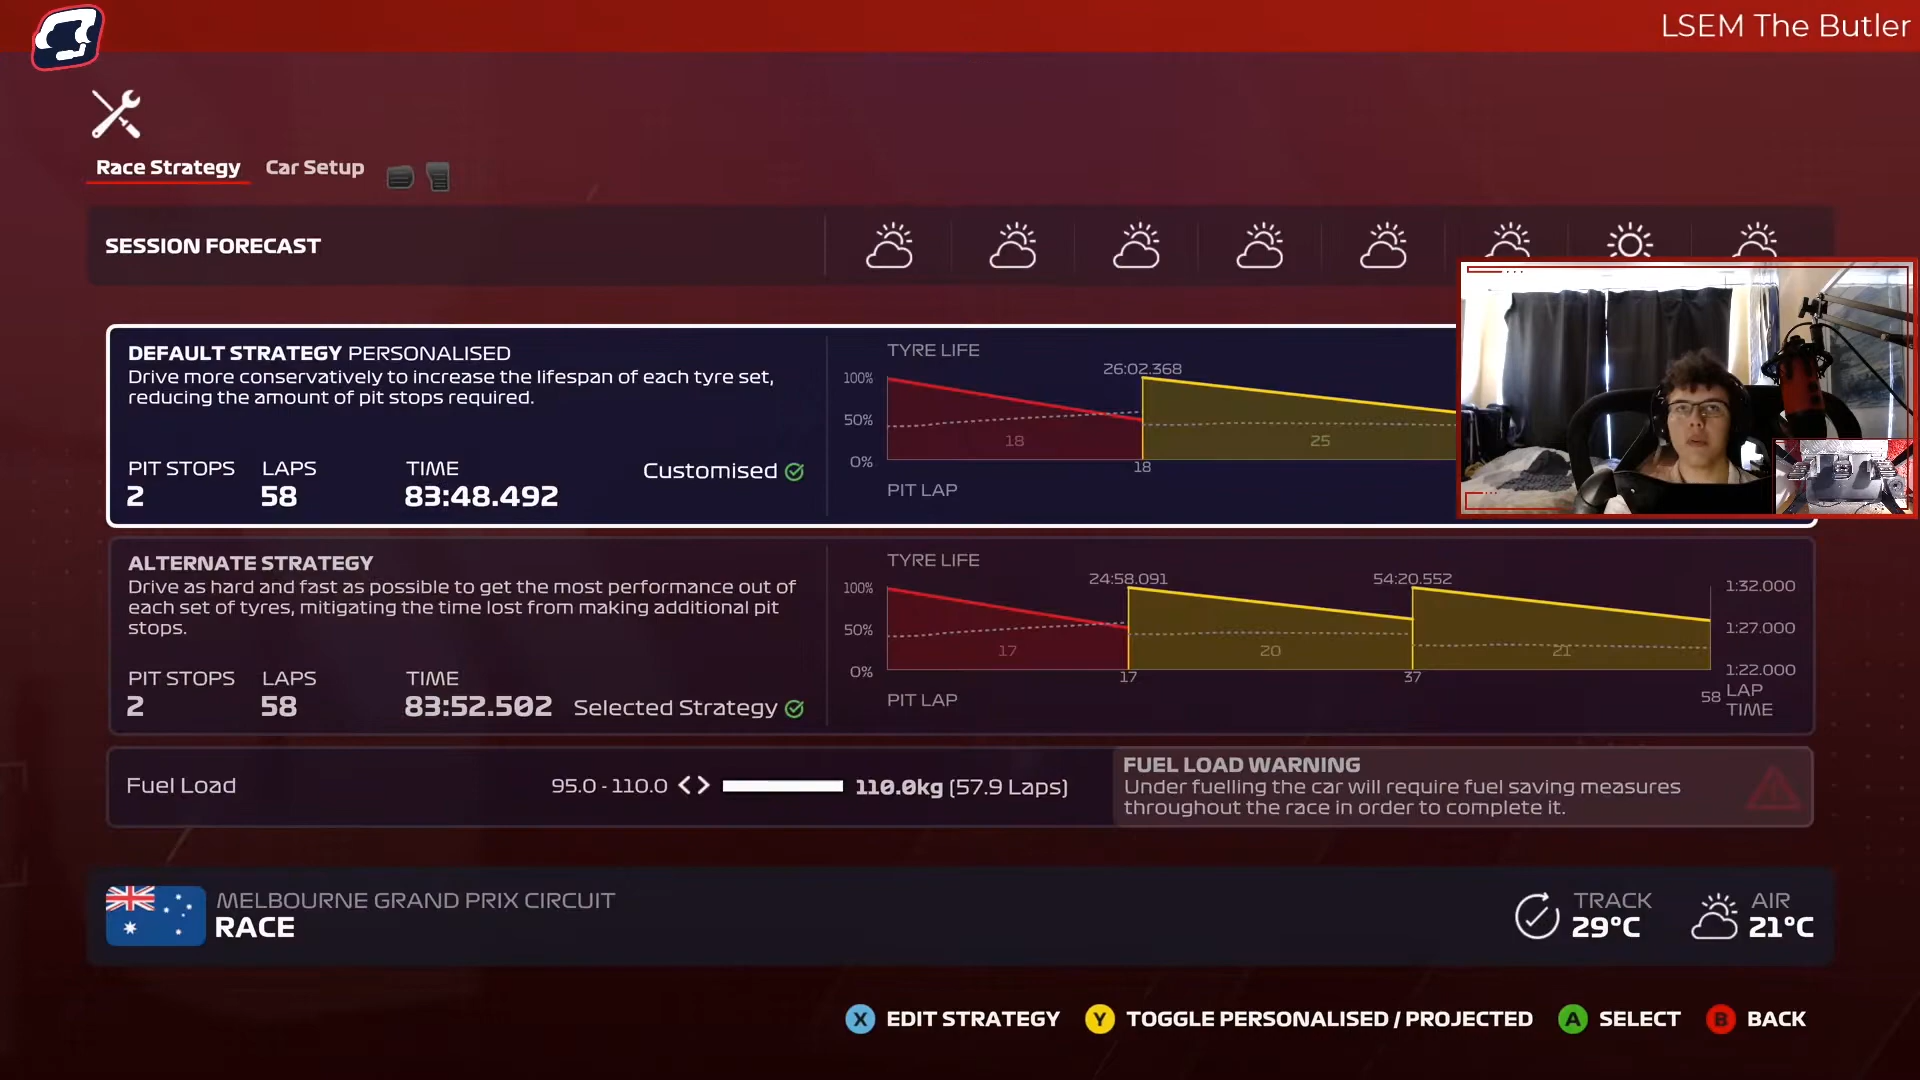 LSEM The Butler
Race Strategy
Car Setup
SESSION FORECAST
DEFAULT STRATEGY PERSONALISED
Drive more conservatively to increase the lifespan of each tyre set,
reducing the amount of pit stops required.
PIT STOPS LAPS TIME
2 58 83:48.492
Customised
TYRE LIFE
26:02.368
100%
50%
0%
18 25
18
PIT LAP
ALTERNATE STRATEGY
Drive as hard and fast as possible to get the most performance out of
each set of tyres, mitigating the time lost from making additional pit
stops.
PIT STOPS LAPS TIME
2 58 83:52.502
Selected Strategy
TYRE LIFE
24:58.091 54:20.552
100%
50%
0%
17 20 21
17 37 58
PIT LAP
1:32.000
1:27.000
1:22.000
LAP
TIME
Fuel Load
95.0 - 110.0 110.0kg (57.9 Laps)
FUEL LOAD WARNING
Under fuelling the car will require fuel saving measures
throughout the race in order to complete it.
MELBOURNE GRAND PRIX CIRCUIT
RACE
TRACK
29°C
AIR
21°C
X EDIT STRATEGY Y TOGGLE PERSONALISED / PROJECTED A SELECT B BACK